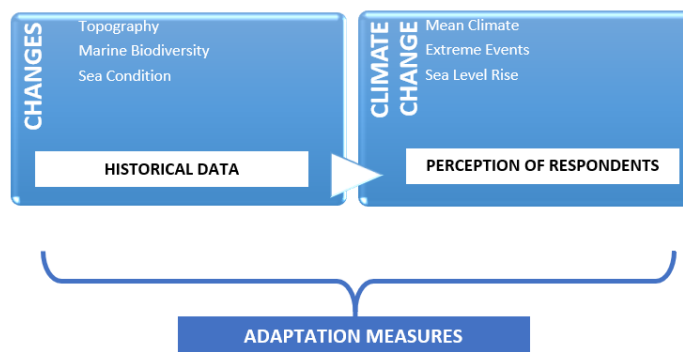 CHANGES
Topography
Marine Biodiversity
Sea Condition
HISTORICAL DATA
CLIMATE
CHANGE
Mean Climate
Extreme Events
Sea Level Rise
PERCEPTION OF RESPONDENTS
ADAPTATION MEASURES